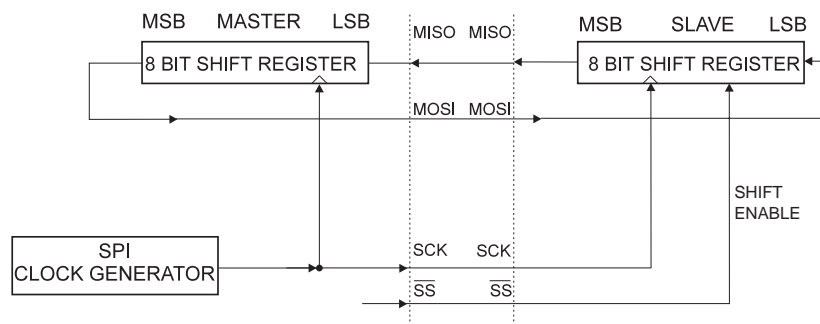 MSB MASTER LSB
MISO MISO
MSB SLAVE LSB
8 BIT SHIFT REGISTER
8 BIT SHIFT REGISTER
MOSI MOSI
SHIFT
ENABLE
SPI
CLOCK GENERATOR
SCK SCK
SS SS